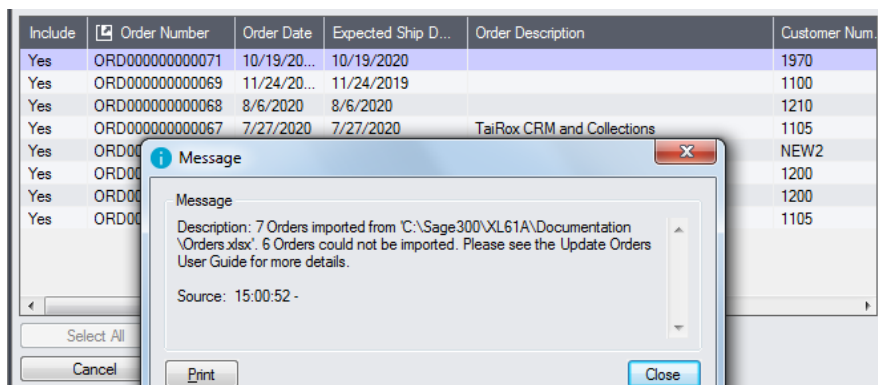 Include Order Number Order Date Expected Ship D... Order Description Customer Num.
Yes ORD000000000071 10/19/20... 10/19/2020 1970
Yes ORD000000000069 11/24/20... 11/24/2019 1100
Yes ORD000000000068 8/6/2020 8/6/2020 1210
Yes ORD000000000067 7/27/2020 7/27/2020 TaiRox CRM and Collections 1105
Yes ORD00 NEW2
Yes ORD00 1200
Yes ORD00 1200
Yes ORD00 1105
Message
Message
Description: 7 Orders imported from 'C:\Sage300\XL61A\Documentation
\Orders.xlsx'. 6 Orders could not be imported. Please see the Update Orders
User Guide for more details.
Source: 15:00:52 -
Select All
Cancel
Print
Close